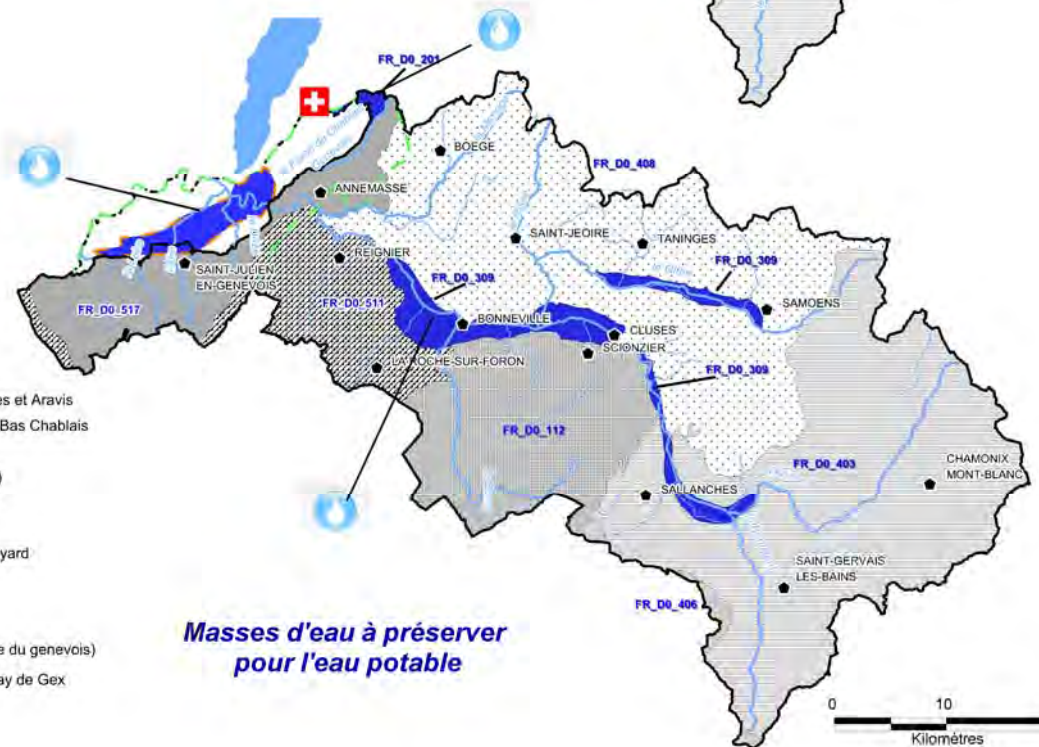 FR_D0_201
BOEGE
FR_D0_408
ANNEMASSE
SAINT-JEOIRE
TANINGES
REIGNIER
SAINT-JULIEN
EN-GENEVOIS
FR_D0_309
FR_D0_309
FR_D0_517
FR_D0_511
SAMOENS
BONNEVILLE
CLUSES
SCIONZIER
LA ROCHE-SUR-FORON
FR_D0_309
es et Aravis
Bas Chablais
FR_D0_112
FR_D0_403
CHAMONIX
MONT-BLANC
SALLANCHES
)
yard
SAINT-GERVAIS
LES-BAINS
FR_D0_406
Masses d'eau à préserver
pour l'eau potable
e du genevois)
ay de Gex
0 10
Kilomètres